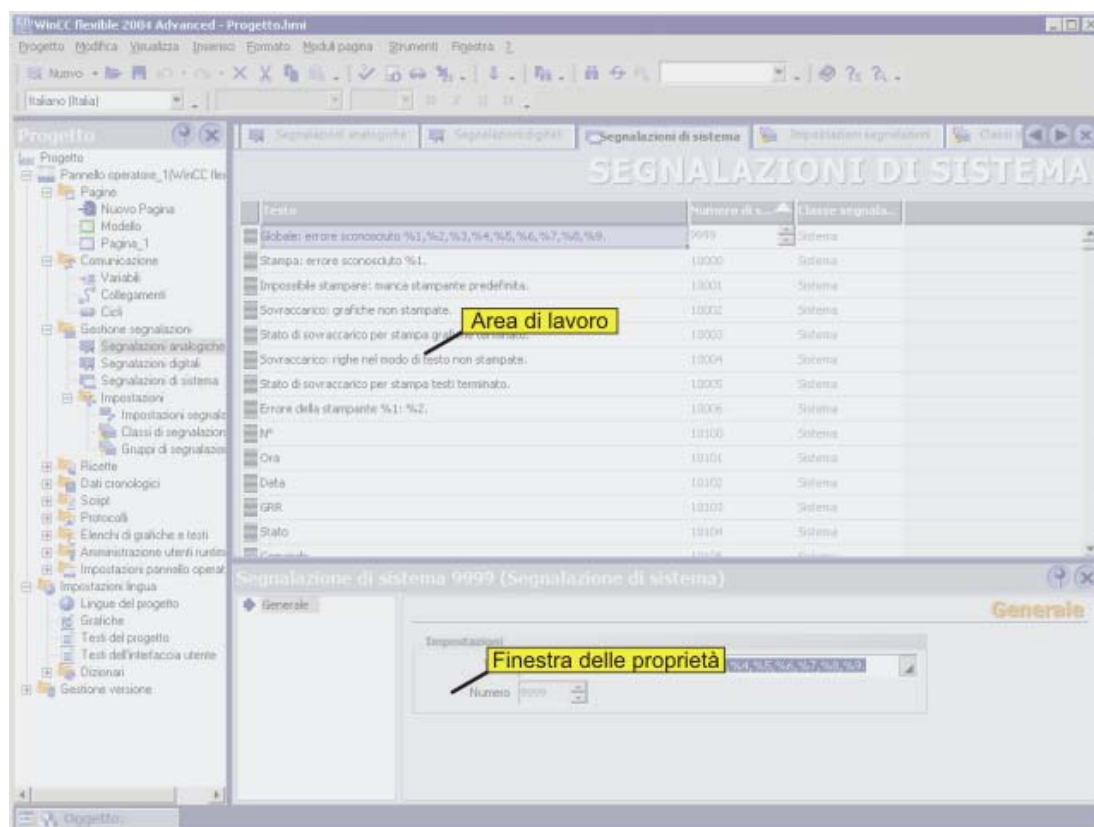 WinCC flexible 2004 Advanced - Progetto.hmi
Progetto Modifica Visualizza Inserisci Formato Moduli pagina Strumenti Finestra ?
Nuovo
Italiano (Italia)
Progetto
Progetto
Pannello operatore_1(WinCC flex
Pagine
Nuovo Pagina
Modello
Pagina_1
Comunicazione
Variabili
Collegamenti
Cicli
Gestione segnalazioni
Segnalazioni analogiche
Segnalazioni digitali
Segnalazioni di sistema
Impostazioni
Impostazioni segnala
Classi di segnalazion
Gruppi di segnalazion
Ricette
Dati cronologici
Script
Protocolli
Elenchi di grafiche e testi
Amministrazione utenti runtim
Impostazioni pannello operat
Impostazioni lingua
Lingue del progetto
Grafiche
Testi del progetto
Testi dell'interfaccia utente
Dizionari
Gestione versione
Segnalazioni analogiche Segnalazioni digitali Segnalazioni di sistema Impostazioni segnalazioni Classi
SEGNALAZIONI DI SISTEMA
Testo Numero di s... Classe segnala...
Globale: errore sconosciuto %1,%2,%3,%4,%5,%6,%7,%8,%9. 9999 Sistema
Stampa: errore sconosciuto %1. 10000 Sistema
Impossibile stampare: manca stampante predefinita. 10001 Sistema
Sovraccarico: grafiche non stampate. 10002 Sistema
Stato di sovraccarico per stampa grafiche terminato. 10003 Sistema
Sovraccarico: righe nel modo di testo non stampate. 10004 Sistema
Stato di sovraccarico per stampa testi terminato. 10005 Sistema
Errore della stampante %1: %2. 10006 Sistema
N° 10100 Sistema
Ora 10101 Sistema
Data 10102 Sistema
GRR 10103 Sistema
Stato 10104 Sistema
Area di lavoro
Segnalazione di sistema 9999 (Segnalazione di sistema)
Generale
Generale
Impostazioni
Finestra delle proprietà
%4,%5,%6,%7,%8,%9.
Numero 9999
Oggetto: